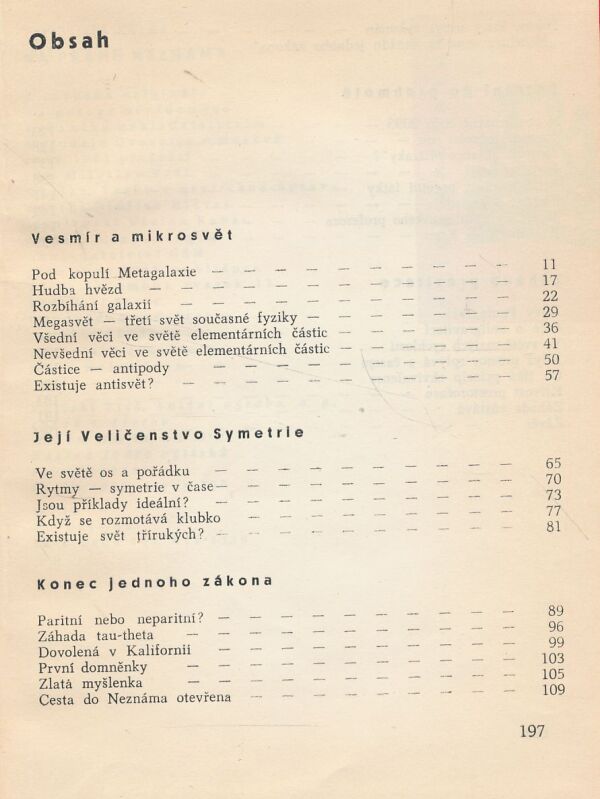 Obsah
Vesmír a mikrosvět
Pod kopulí Metagalaxie — — — — — — — — — — 11
Hudba hvězd — — — — — — — — — — — — 17
Rozbíhání galaxií — — — — — — — — — — — 22
Megasvět — třetí svět současné fyziky — — — — — — — 29
Všední věci ve světě elementárních částic — — — — — — 36
Nevšední věci ve světě elementárních částic — — — — — — 41
Částice — antipody — — — — — — — — — — — 50
Existuje antisvět? — — — — — — — — — — — 57
Její Veličenstvo Symetrie
Ve světě os a pořádku — — — — — — — — — — 65
Rytmy — symetrie v čase — — — — — — — — — — 70
Jsou příklady ideální? — — — — — — — — — — 73
Když se rozmotává klubko — — — — — — — — — 77
Existuje svět třírukých? — — — — — — — — — — 81
Konec jednoho zákona
Paritní nebo neparitní? — — — — — — — — — — 89
Záhada tau-theta — — — — — — — — — — — 96
Dovolená v Kalifornii — — — — — — — — — — 99
První domněnky — — — — — — — — — — — 103
Zlatá myšlenka — — — — — — — — — — — 105
Cesta do Neznáma otevřena — — — — — — — — — 109
197